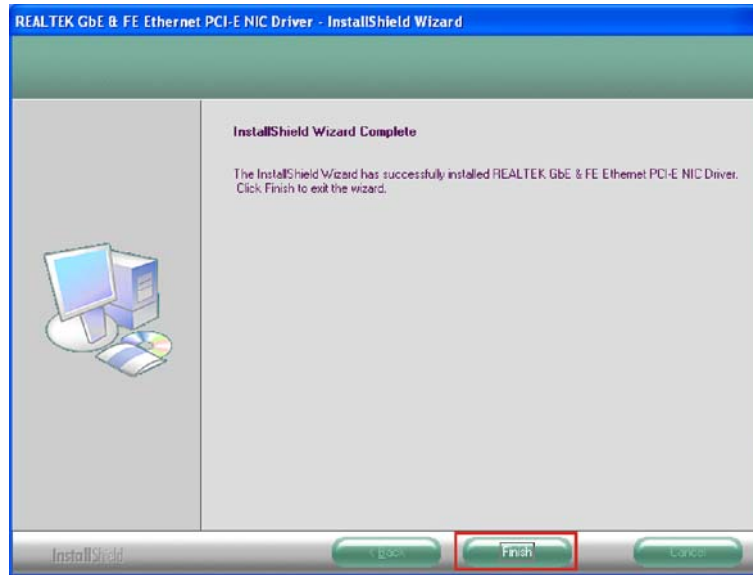 REALTEK GbE & FE Ethernet PCI-E NIC Driver - InstallShield Wizard
InstallShield Wizard Complete
The InstallShield Wizard has successfully installed REALTEK GbE & FE Ethernet PCI-E NIC Driver.
Click Finish to exit the wizard.
InstallShield
< Back
Finish
Cancel